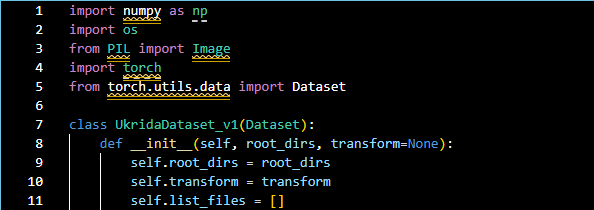 1 import numpy as np
2 import os
3 from PIL import Image
4 import torch
5 from torch.utils.data import Dataset
6
7 class UkridaDataset_v1(Dataset):
8     def __init__(self, root_dirs, transform=None):
9         self.root_dirs = root_dirs
10         self.transform = transform
11         self.list_files = []